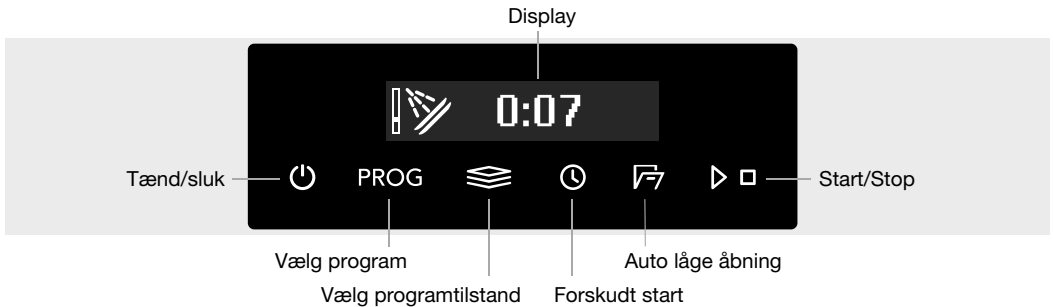 Display
0:07
Tænd/sluk
PROG
Start/Stop
Vælg program
Auto låge åbning
Vælg programtilstand
Forskudt start